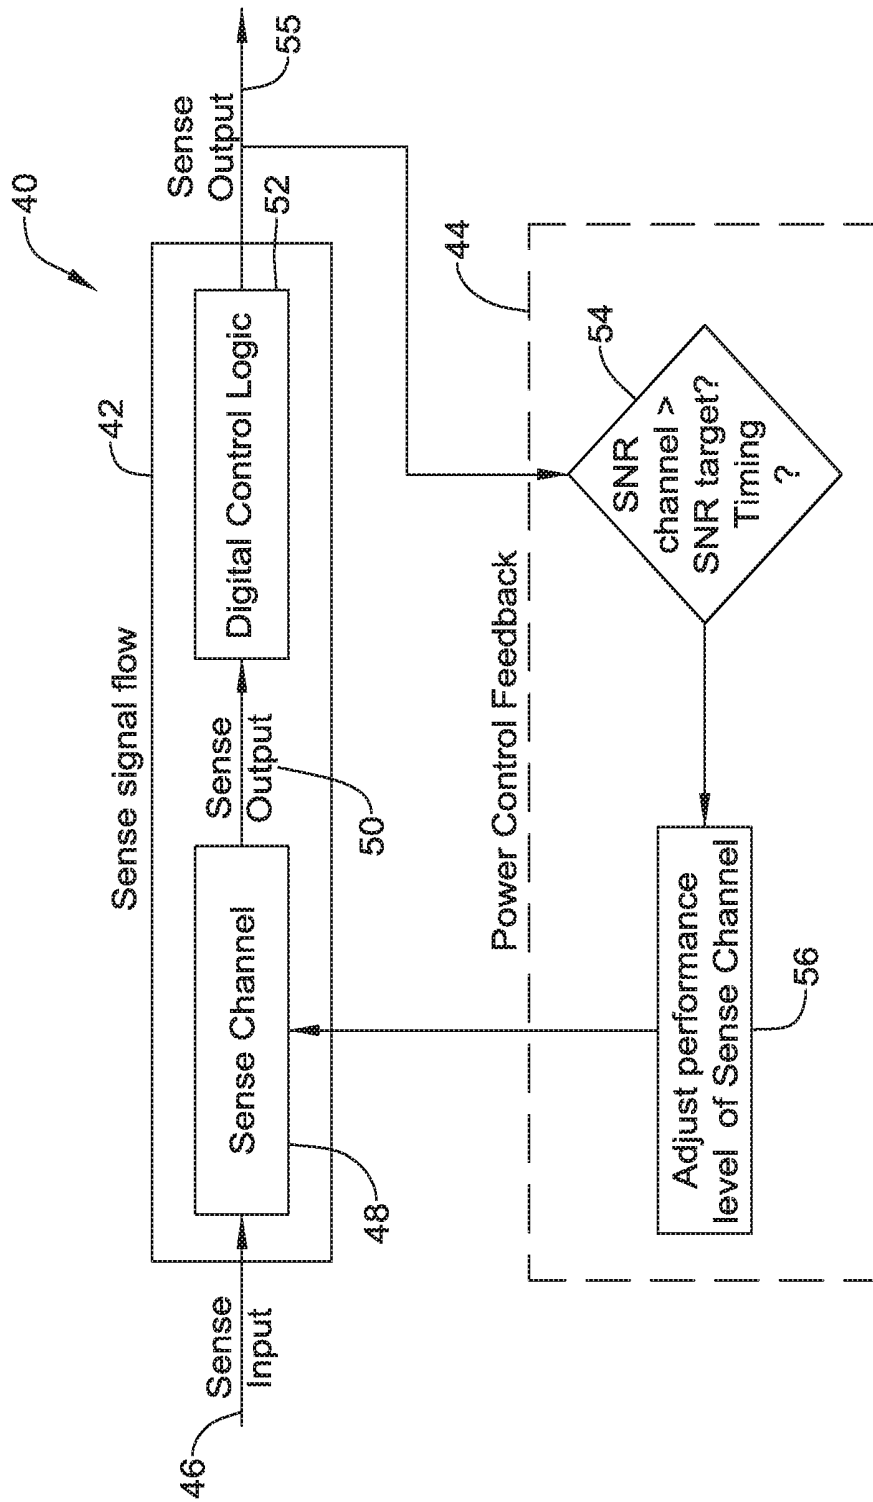 40
Sense signal flow
42
46
Sense
Input
Sense Channel
48
Sense
Output
50
Digital Control Logic
52
Sense
Output
55
Power Control Feedback
44
SNR
channel >
SNR target?
Timing
?
54
Adjust performance
level of Sense Channel
56